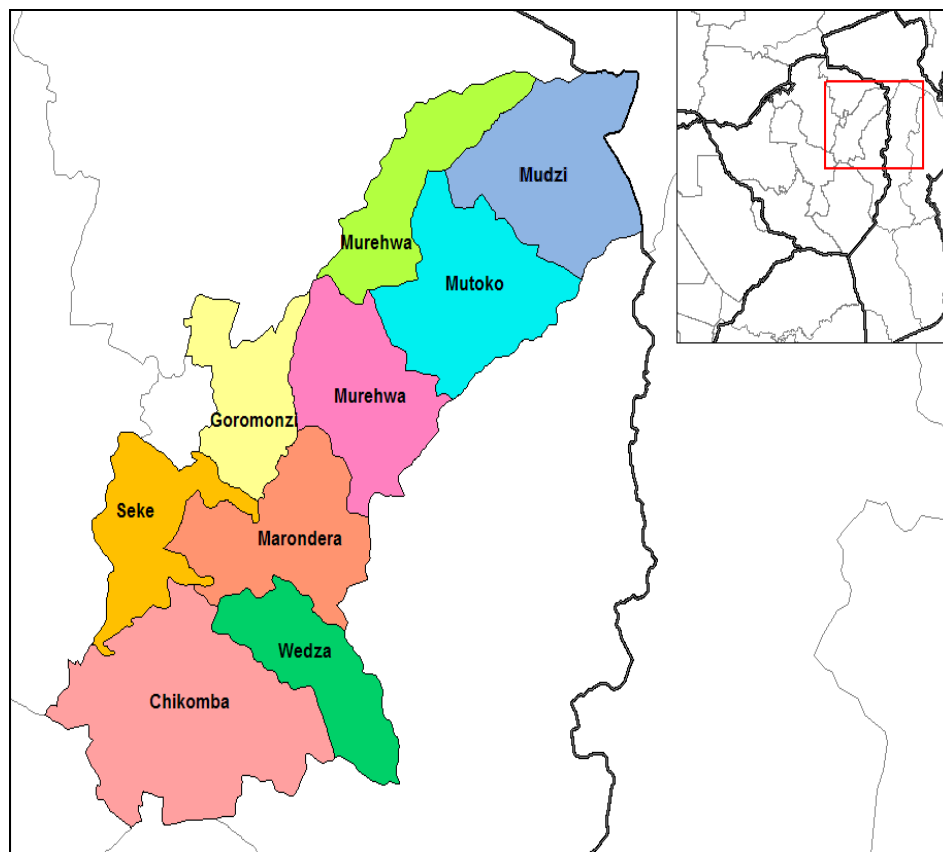 Mudzi
Murehwa
Mutoko
Murehwa
Goromonzi
Seke
Marondera
Wedza
Chikomba